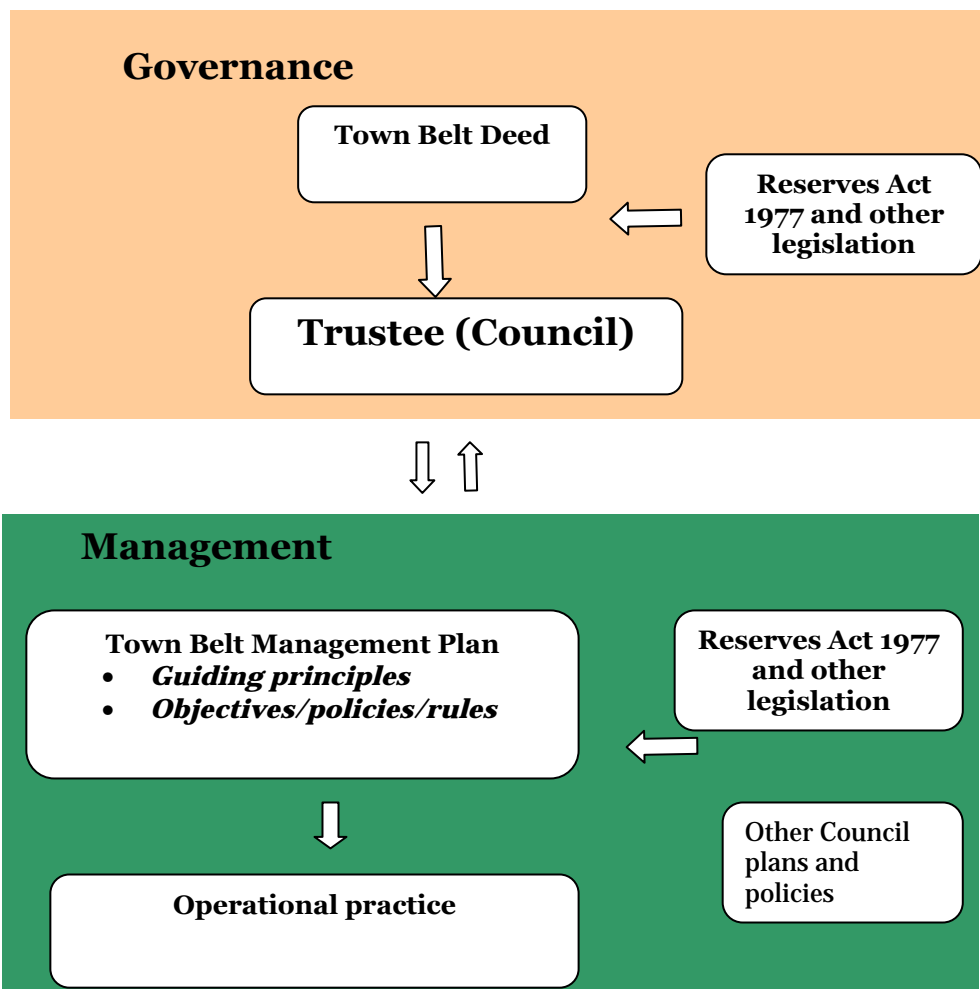 Governance
Town Belt Deed
Reserves Act
1977 and other
legislation
Trustee (Council)
Management
Town Belt Management Plan
• Guiding principles
• Objectives/policies/rules
Reserves Act 1977
and other
legislation
Other Council
plans and
policies
Operational practice